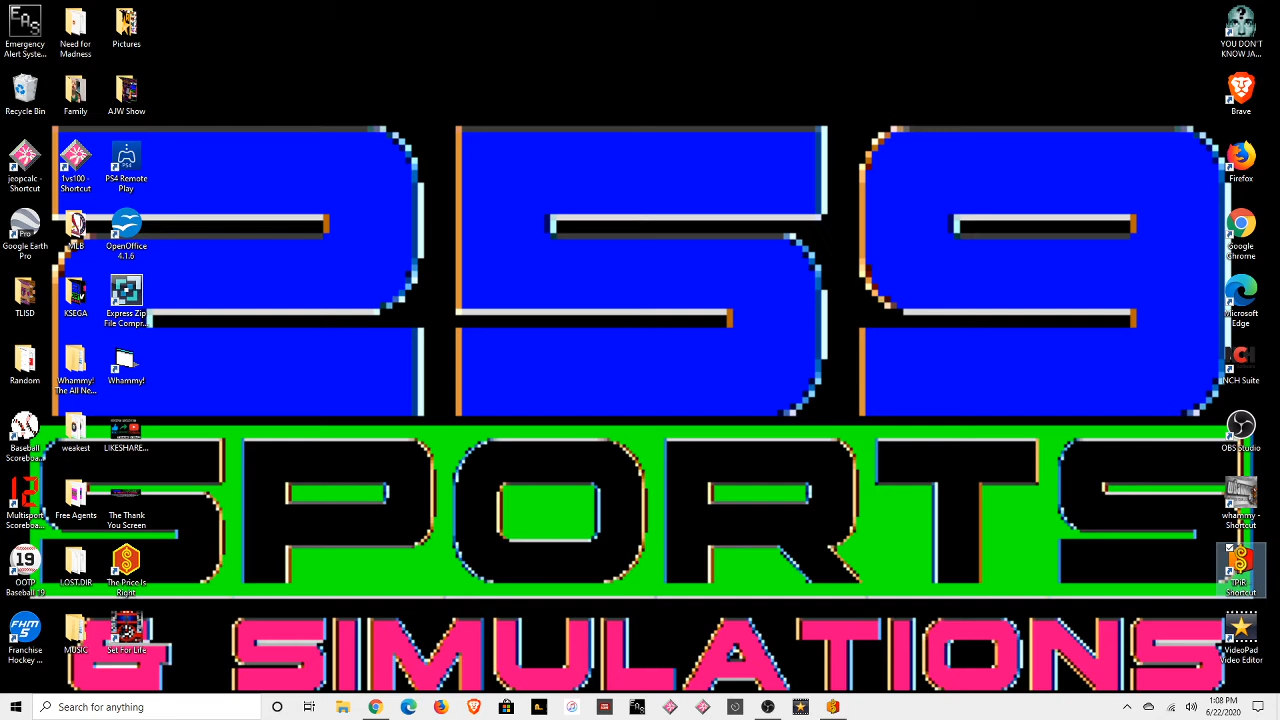 Emergency
Alert Syste...
Need for
Madness
Pictures
YOU DON'T
KNOW JA...
Recycle Bin
Family
AJW Show
Brave
jeopcalc -
Shortcut
1vs100 -
Shortcut
PS4 Remote
Play
Firefox
Google Earth
Pro
MLB
OpenOffice
4.1.6
Google
Chrome
TLISD
KSEGA
Express Zip
File Compr...
Microsoft
Edge
Random
Whammy!
The All Ne...
Whammy!
NCH Suite
259
Baseball
Scoreboa...
weakest
LIKESHARE...
OBS Studio
Multisport
Scoreboa...
Free Agents
The Thank
You Screen
whammy -
Shortcut
SPORTS
OOTP
Baseball 19
LOST.DIR
The Price Is
Right
TPiR -
Shortcut
Franchise
Hockey ...
MUSIC
Set For Life
VideoPad
Video Editor
& SIMULATIONS
Search for anything
1:08 PM
6/22/2020